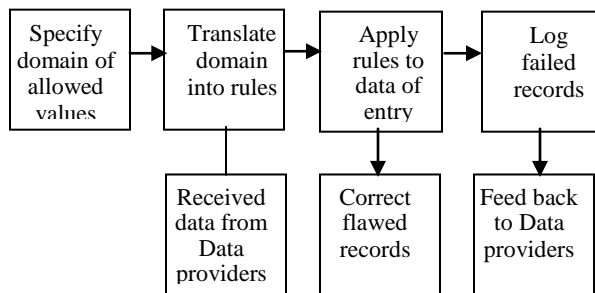 Specify
domain of
allowed
values
Translate
domain
into rules
Apply
rules to
data of
entry
Log
failed
records
Received
data from
Data
providers
Correct
flawed
records
Feed back
to Data
providers